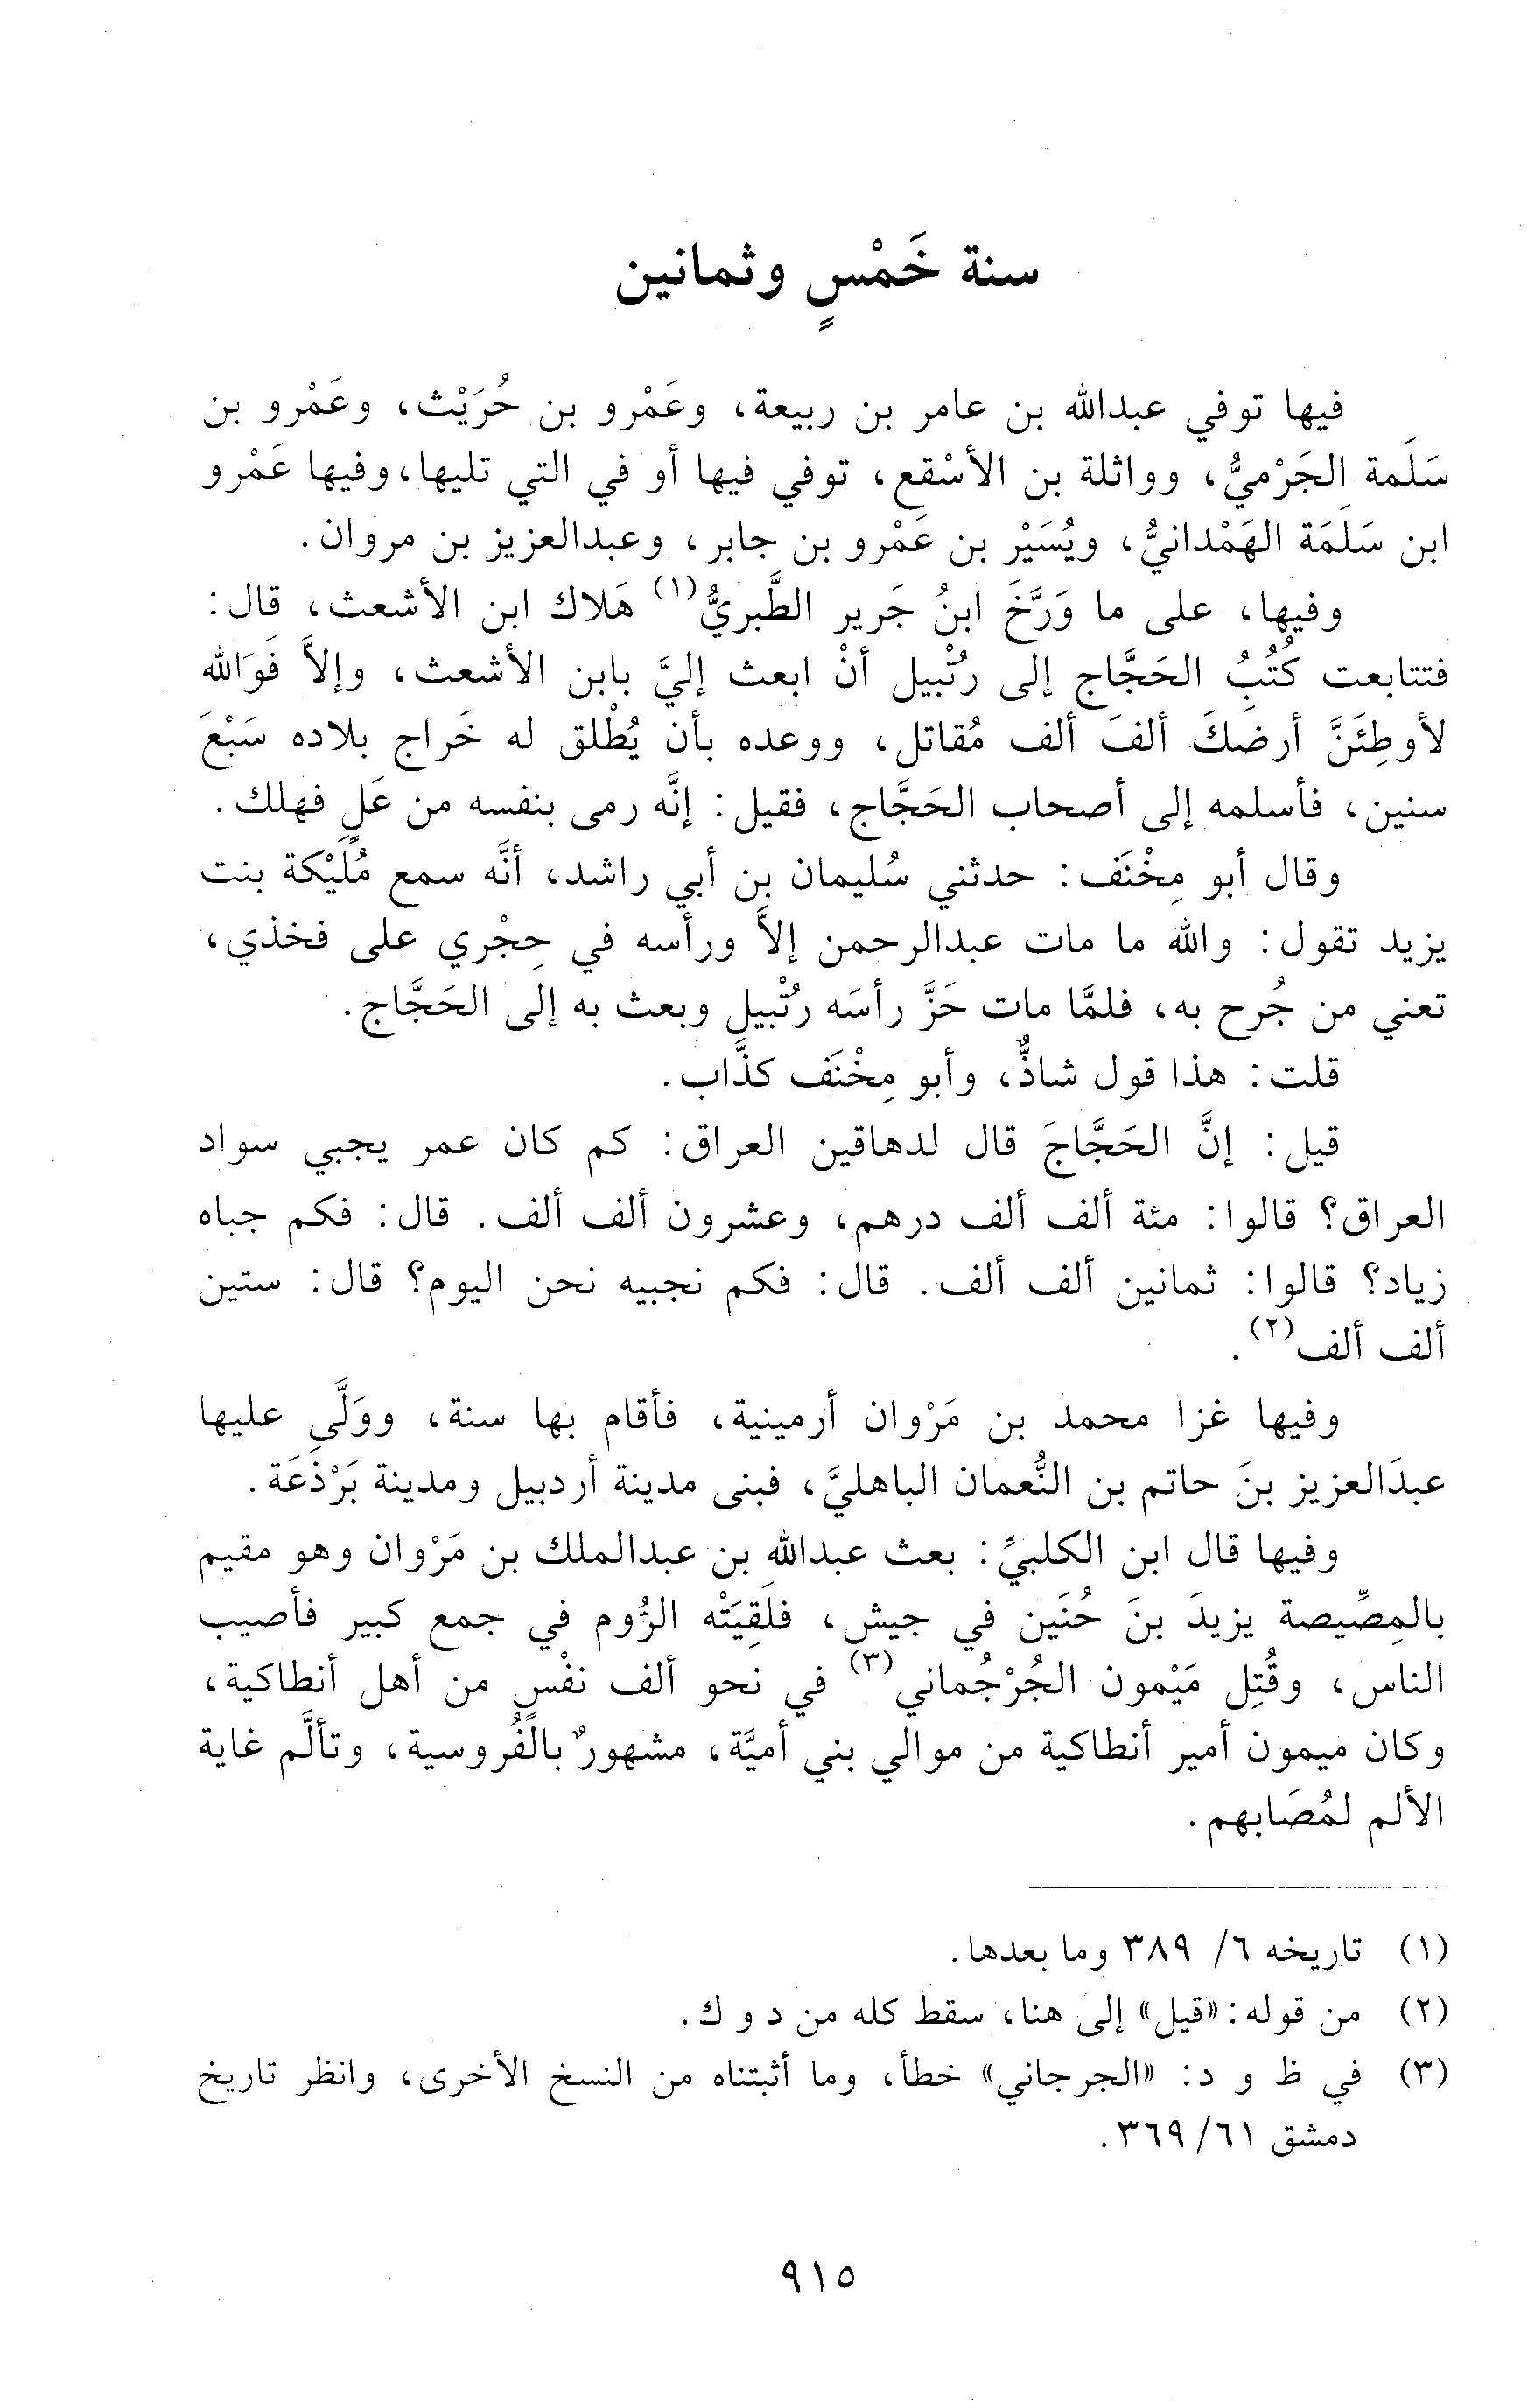 سنة خَمْسٍ وثمانين
فيها توفي عبدالله بن عامر بن ربيعة، وعَمْرو بن حُرَيْث، وعَمْرو بن
سَلِمة الجَرْميُّ، وواثلة بن الأسْقع، توفي فيها أو في التي تليها، وفيها عَمْرو
ابن سَلِمَة الهَمْدانيُّ، ويُسَيْر بن عَمْرو بن جابر، وعبدالعزيز بن مروان.
وفيها، على ما وَرَّخَ ابنُ جَرير الطَّبريُّ(١) هَلاك ابن الأشعث، قال:
فتتابعت كُتُبُ الحَجَّاج إلى رُتْبيل أنْ ابعث إليَّ بابن الأشعث، وإلاَّ فَوَالله
لأوطِئَنَّ أرضَكَ ألفَ ألف مُقاتل، ووعده بأن يُطْلق له خَراج بلاده سَبْعَ
سنين، فأسلمه إلى أصحاب الحَجَّاج، فقيل: إنَّه رمى بنفسه من عَلٍ فهلك.
وقال أبو مِخْنَف: حدثني سُليمان بن أبي راشد، أنَّه سمع مُلَيْكة بنت
يزيد تقول: والله ما مات عبدالرحمن إلاَّ ورأسه في حِجْري على فخذي،
تعني من جُرح به، فلمَّا مات حَزَّ رأسَه رُتْبيل وبعث به إلى الحَجَّاج.
قلت: هذا قول شاذٌّ، وأبو مِخْنَف كذَّاب.
قيل: إنَّ الحَجَّاجَ قال لدهاقين العراق: كم كان عمر يجبي سواد
العراق؟ قالوا: مئة ألف ألف درهم، وعشرون ألف ألف. قال: فكم جباه
زياد؟ قالوا: ثمانين ألف ألف. قال: فكم نجبيه نحن اليوم؟ قال: ستين
ألف ألف(٢).
وفيها غزا محمد بن مَرْوان أرمينية، فأقام بها سنة، وولَّى عليها
عبدَالعزيز بنَ حاتم بن النُّعمان الباهليَّ، فبنى مدينة أردبيل ومدينة بَرْذَعَة.
وفيها قال ابن الكلبيِّ: بعث عبدالله بن عبدالملك بن مَرْوان وهو مقيم
بالمِصِّيصة يزيدَ بنَ حُنَين في جيش، فلَقِيَتْه الرُّوم في جمع كبير فأصيب
الناس، وقُتِل مَيْمون الجُرْجُماني(٣) في نحو ألف نفْسٍ من أهل أنطاكية،
وكان ميمون أمير أنطاكية من موالي بني أميَّة، مشهورٌ بالفُروسية، وتألَّم غاية
الألم لمُصَابهم.
(١) تاريخه ٦/ ٣٨٩ وما بعدها.
(٢) من قوله: «قيل» إلى هنا، سقط كله من د و ك.
(٣) في ظ و د: «الجرجاني» خطأ، وما أثبتناه من النسخ الأخرى، وانظر تاريخ
دمشق ٦١/ ٣٦٩.
٩١٥